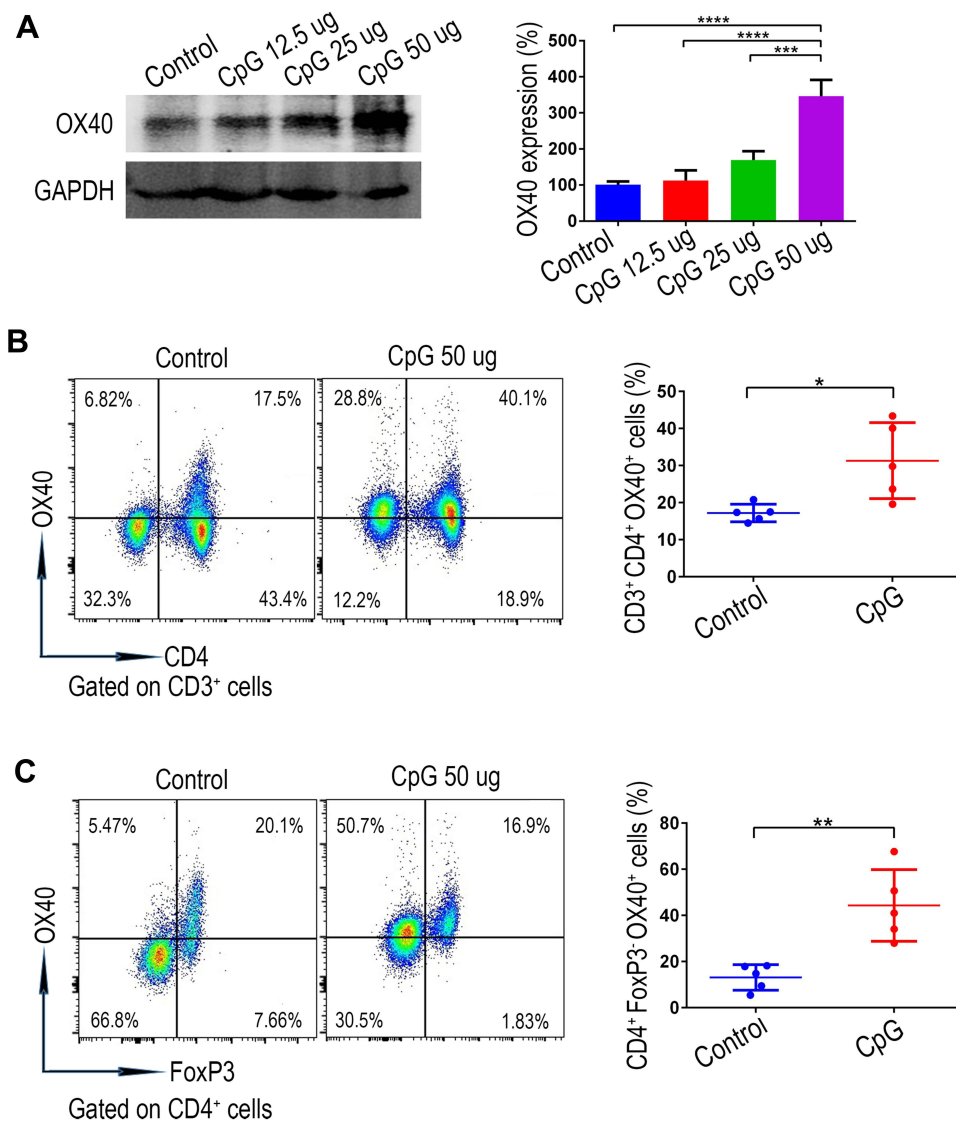 A
Control
CpG 12.5 ug
CpG 25 ug
CpG 50 ug
OX40
GAPDH
OX40 expression (%)
500
400
300
200
100
0
****
****
***
Control
CpG 12.5 ug
CpG 25 ug
CpG 50 ug
B
Control
CpG 50 ug
6.82%
17.5%
32.3%
43.4%
28.8%
40.1%
12.2%
18.9%
OX40
CD4
Gated on CD3⁺ cells
CD3⁺ CD4⁺ OX40⁺ cells (%)
50
40
30
20
10
0
*
Control
CpG
C
Control
CpG 50 ug
5.47%
20.1%
66.8%
7.66%
50.7%
16.9%
30.5%
1.83%
OX40
FoxP3
Gated on CD4⁺ cells
CD4⁺ FoxP3⁻ OX40⁺ cells (%)
80
60
40
20
0
**
Control
CpG